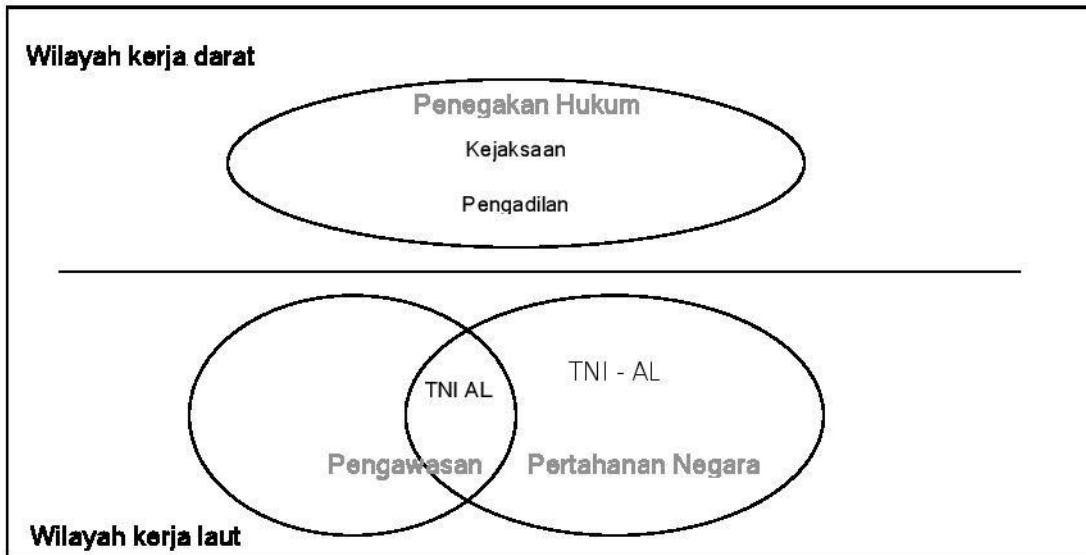 Wilayah kerja darat
Penegakan Hukum
Kejaksaan
Pengadilan
TNI AL
TNI - AL
Pengawasan
Pertahanan Negara
Wilayah kerja laut